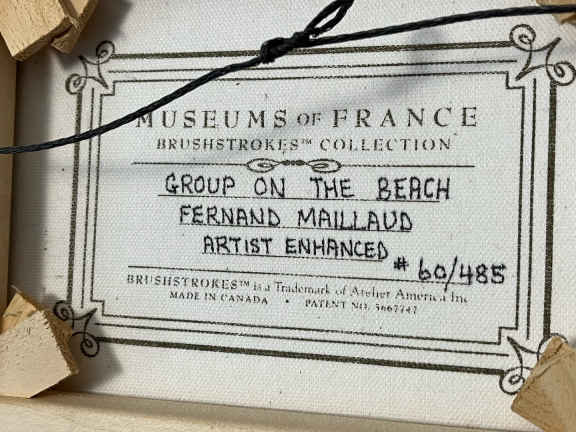 MUSEUMS OF FRANCE
BRUSHSTROKES™ COLLECTION
GROUP ON THE BEACH
FERNAND MAILLAUD
ARTIST ENHANCED
# 60/485
BRUSHSTROKES™ is a Trademark of Atelier America Inc
MADE IN CANADA • PATENT NO. 5667747